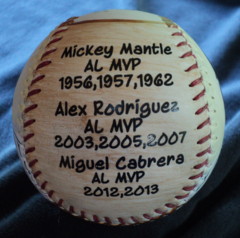 Mickey Mantle
AL MVP
1956,1957,1962
Alex Rodriguez
AL MVP
2003,2005,2007
Miguel Cabrera
AL MVP
2012,2013